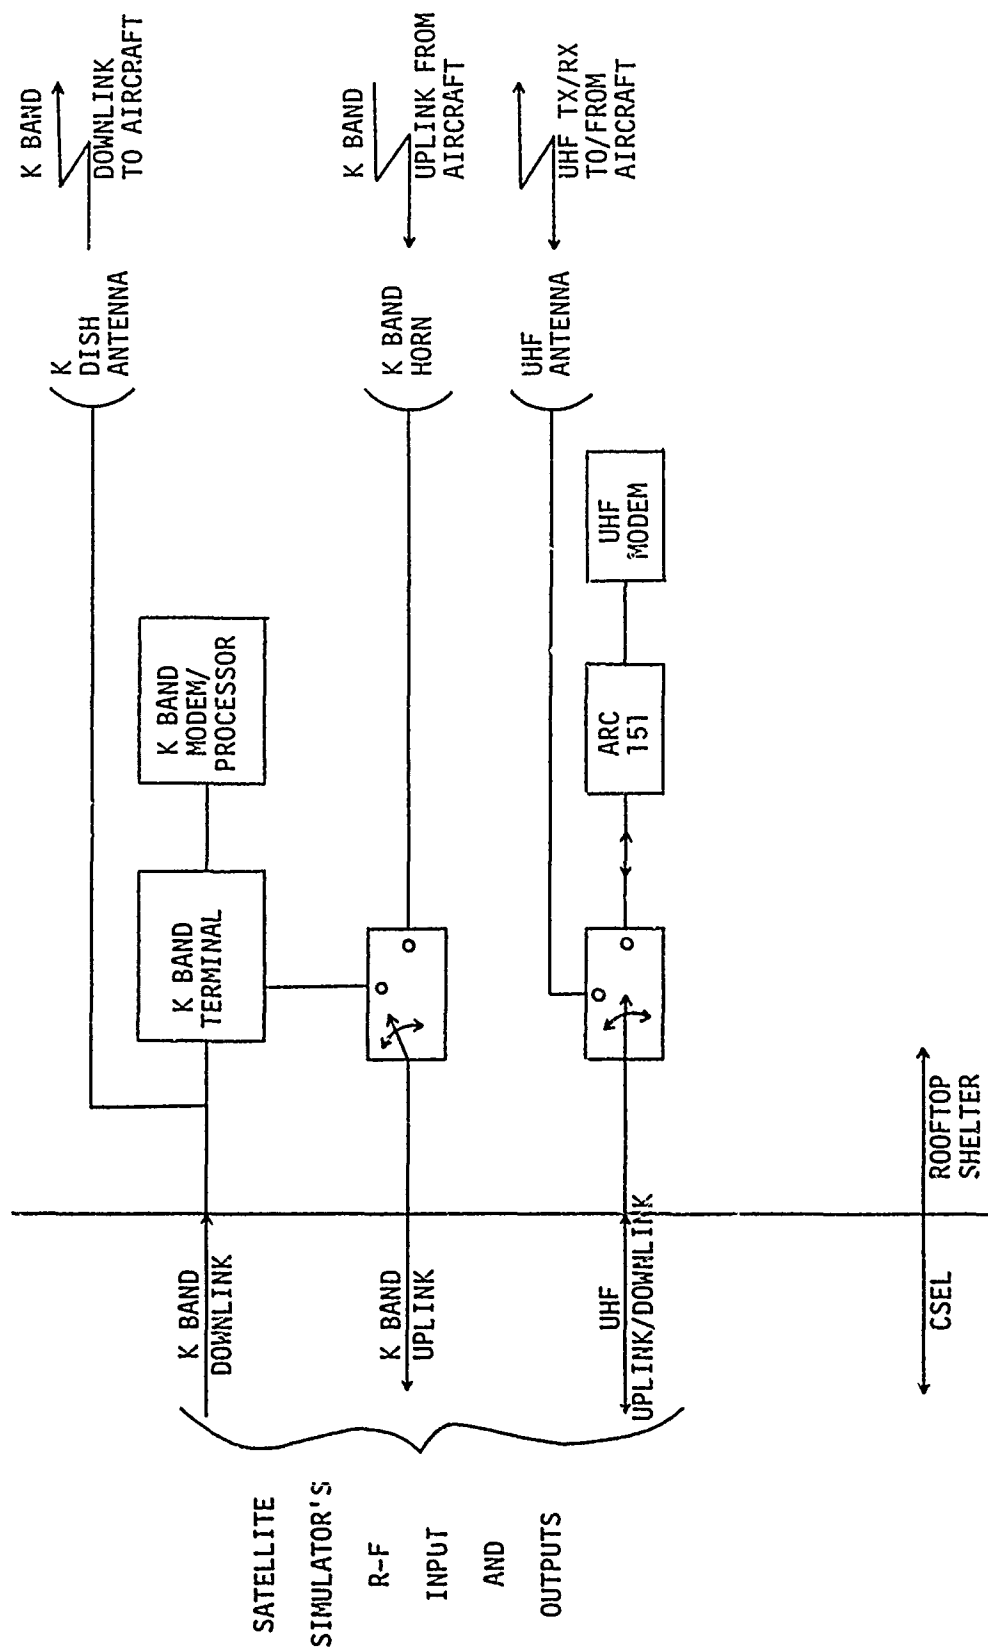 SATELLITE
SIMULATOR'S
R-F
INPUT
AND
OUTPUTS
K BAND
DOWNLINK
K BAND
UPLINK
UHF
UPLINK/DOWNLINK
CSEL
ROOFTOP
SHELTER
K BAND
TERMINAL
K BAND
MODEM/
PROCESSOR
ARC
151
UHF
MODEM
K
DISH
ANTENNA
K BAND
HORN
UHF
ANTENNA
K BAND
DOWNLINK
TO AIRCRAFT
K BAND
UPLINK FROM
AIRCRAFT
UHF TX/RX
TO/FROM
AIRCRAFT